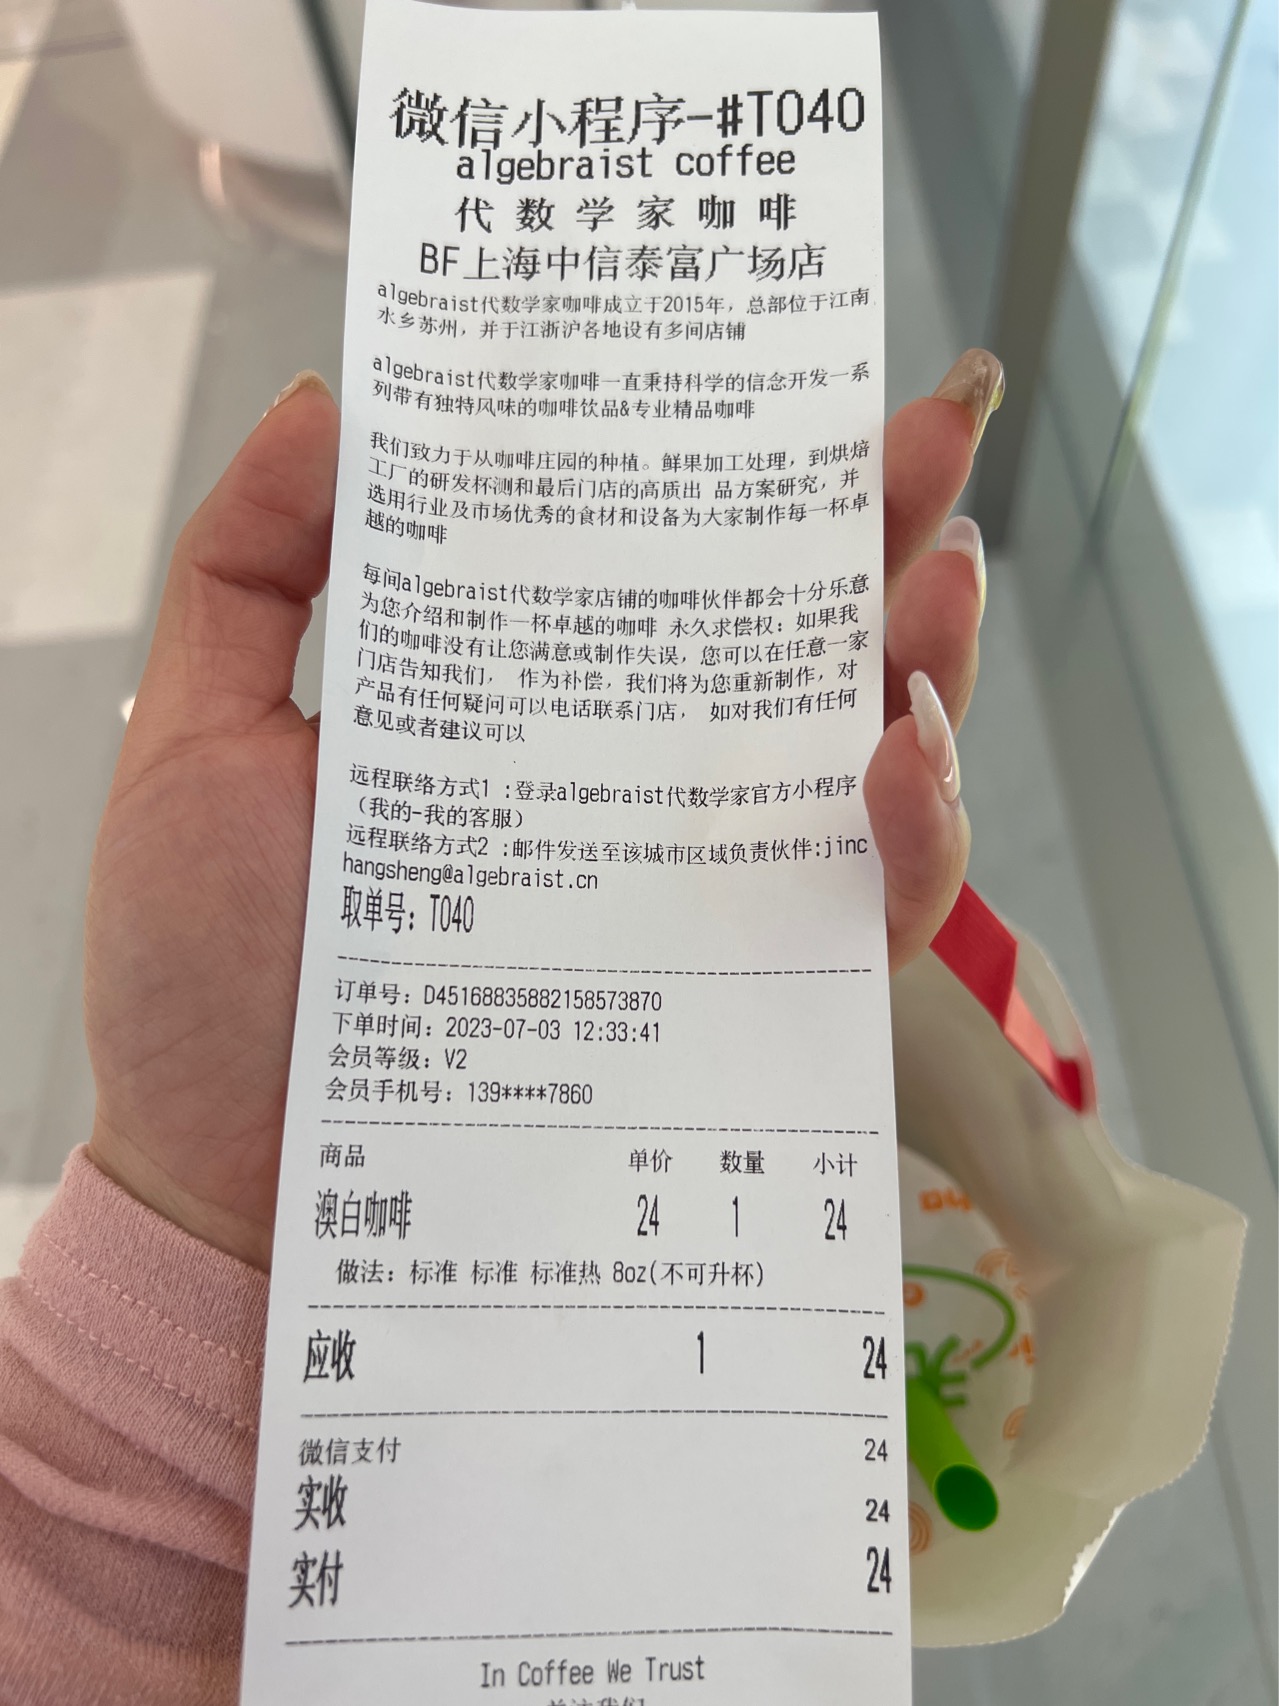 微信小程序-#T040
algebraist coffee
代数学家咖啡
BF上海中信泰富广场店
algebraist代数学家咖啡成立于2015年，总部位于江南
水乡苏州，并于江浙沪各地设有多间店铺
algebraist代数学家咖啡一直秉持科学的信念开发一系
列带有独特风味的咖啡饮品&专业精品咖啡
我们致力于从咖啡庄园的种植。鲜果加工处理，到烘焙
工厂的研发杯测和最后门店的高质出 品方案研究，并
选用行业及市场优秀的食材和设备为大家制作每一杯卓
越的咖啡
每间algebraist代数学家店铺的咖啡伙伴都会十分乐意
为您介绍和制作一杯卓越的咖啡 永久求偿权：如果我
们的咖啡没有让您满意或制作失误，您可以在任意一家
门店告知我们， 作为补偿，我们将为您重新制作，对
产品有任何疑问可以电话联系门店， 如对我们有任何
意见或者建议可以
远程联络方式1 :登录algebraist代数学家官方小程序
（我的-我的客服）
远程联络方式2 :邮件发送至该城市区域负责伙伴:jinc
hangsheng@algebraist.cn
取单号：T040
订单号：D45168835882158573870
下单时间：2023-07-03 12:33:41
会员等级：V2
会员手机号：139****7860
商品 单价 数量 小计
澳白咖啡 24 1 24
做法：标准 标准 标准热 8oz(不可升杯)
应收 1 24
微信支付 24
实收 24
实付 24
In Coffee We Trust